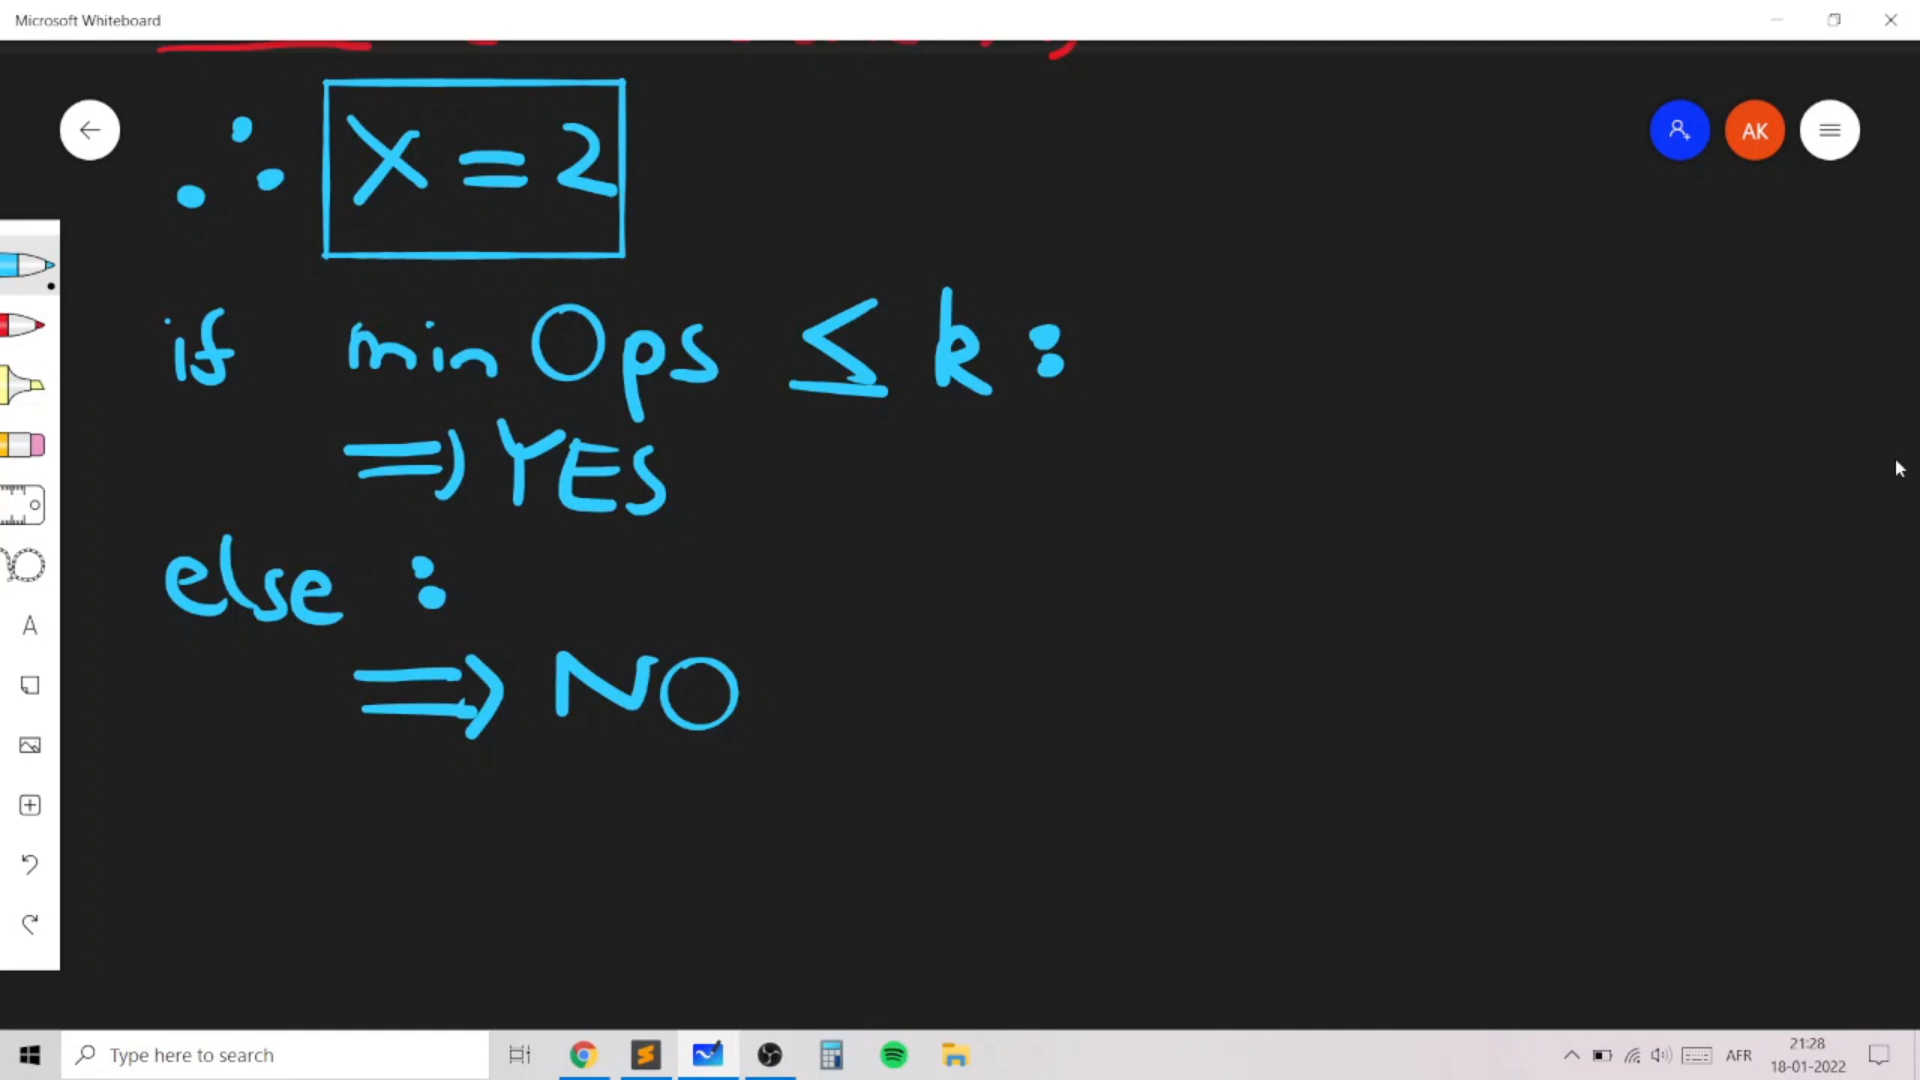 Microsoft Whiteboard
∴ X = 2
AK
if minOps ≤ k :
⇒ YES
else :
⇒ NO
A
Type here to search
AFR
21:28
18-01-2022